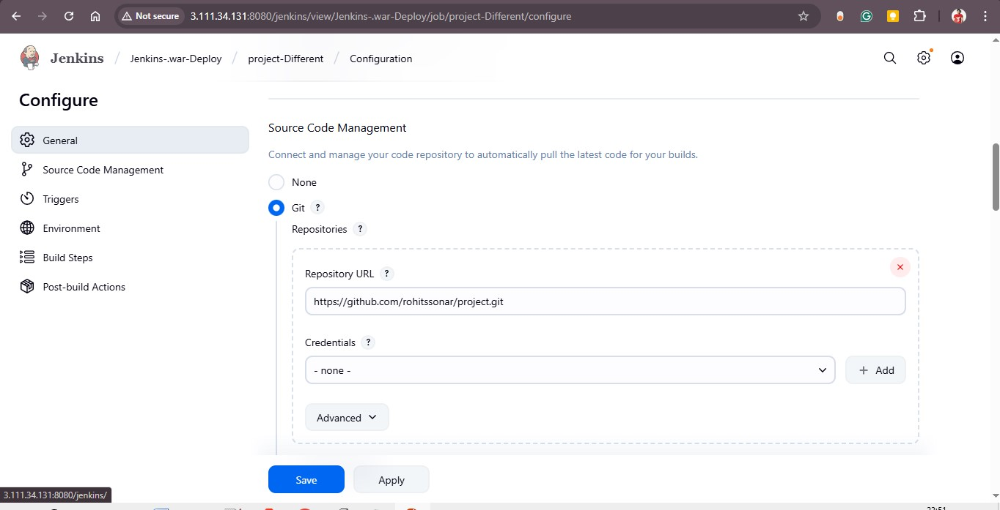 Not secure 3.111.34.131:8080/jenkins/view/Jenkins-.war-Deploy/job/project-Different/configure
Jenkins / Jenkins-.war-Deploy / project-Different / Configuration
Configure
General
Source Code Management
Triggers
Environment
Build Steps
Post-build Actions
Source Code Management
Connect and manage your code repository to automatically pull the latest code for your builds.
None
Git ?
Repositories ?
Repository URL ?
https://github.com/rohitssonar/project.git
Credentials ?
- none -
+ Add
Advanced
Save Apply
3.111.34.131:8080/jenkins/